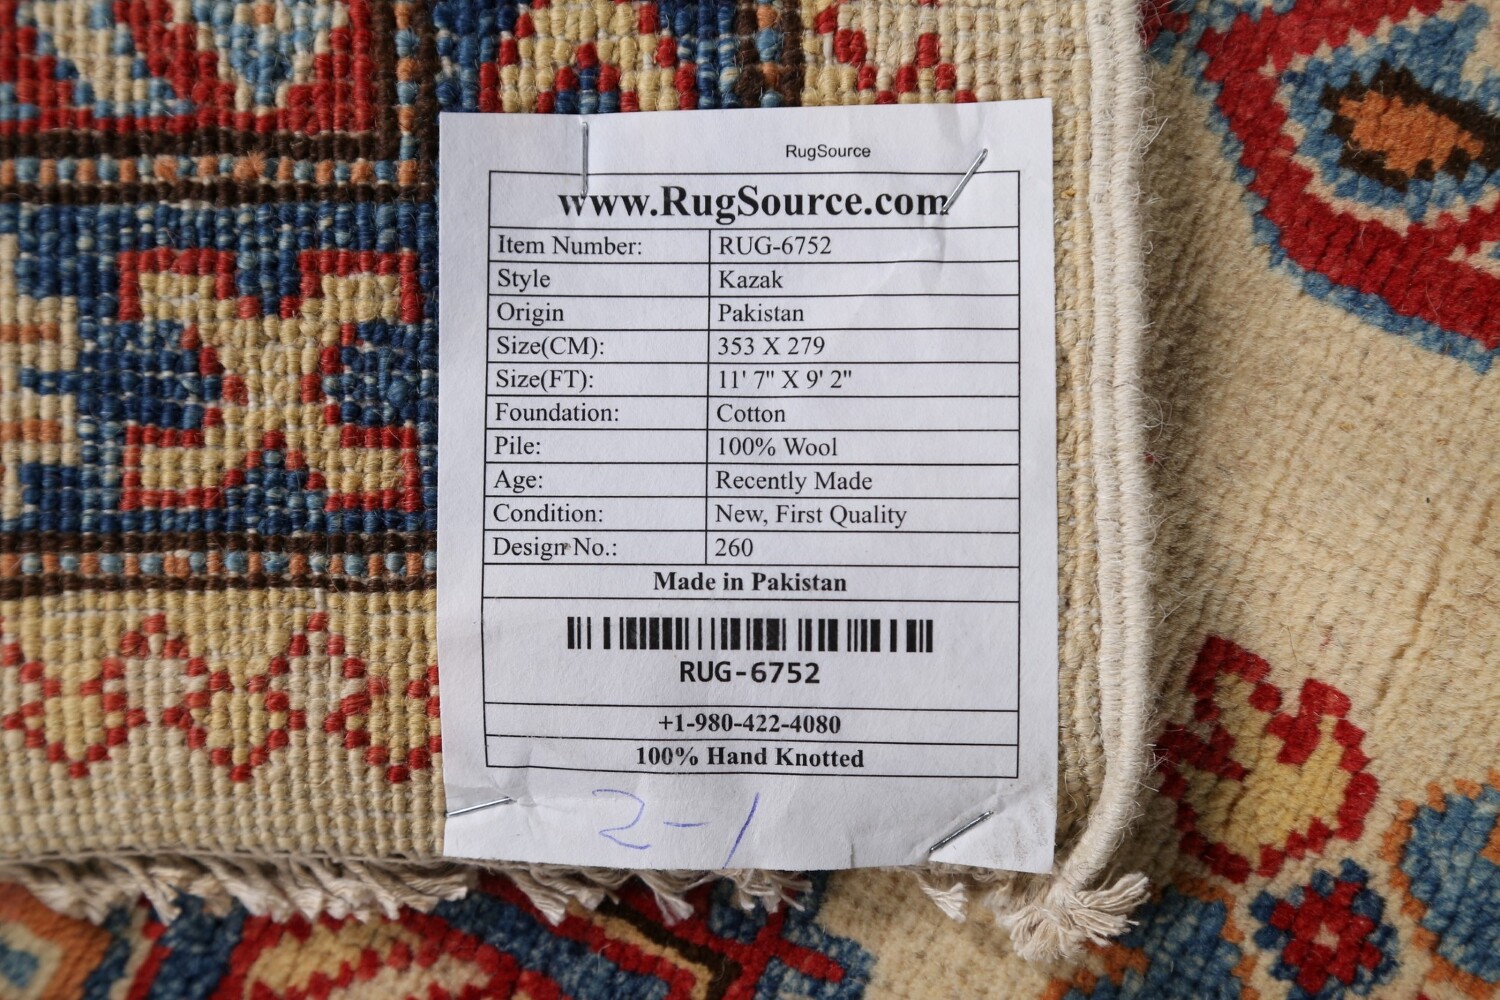 RugSource
www.RugSource.com
Item Number: RUG-6752
Style Kazak
Origin Pakistan
Size(CM): 353 X 279
Size(FT): 11' 7" X 9' 2"
Foundation: Cotton
Pile: 100% Wool
Age: Recently Made
Condition: New, First Quality
Design No.: 260
Made in Pakistan
RUG-6752
+1-980-422-4080
100% Hand Knotted
2-1